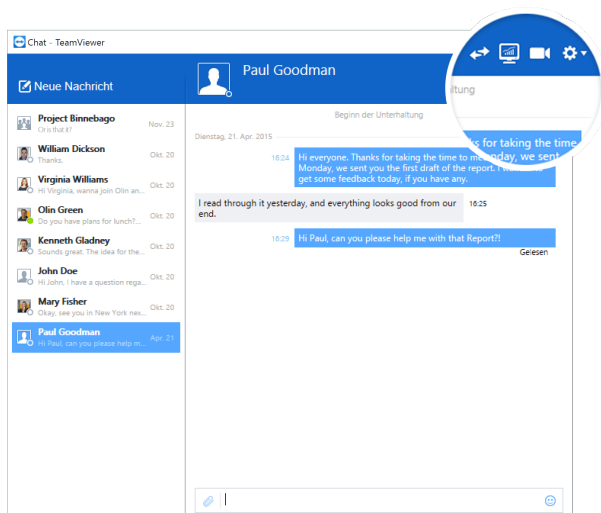 Chat - TeamViewer
Neue Nachricht
Project Binnebago
Nov. 23
Or is that it?
William Dickson
Okt. 20
Thanks.
Virginia Williams
Okt. 20
Hi Virginia, wanna join Olin an...
Olin Green
Okt. 20
Do you have plans for lunch?...
Kenneth Gladney
Okt. 20
Sounds great. The idea for the...
John Doe
Okt. 20
Hi John, I have a question rega...
Mary Fisher
Okt. 20
Okay, see you in New York nex...
Paul Goodman
Apr. 21
Hi Paul, can you please help m...
Paul Goodman
Beginn der Unterhaltung
Dienstag, 21. Apr. 2015
18:24
Hi everyone. Thanks for taking the time to
Monday, we sent you the first draft of the report.
get some feedback today, if you have any.
I read through it yesterday, and everything looks good from our
end.
18:25
18:29
Hi Paul, can you please help me with that Report?!
Gelesen
ltung
for taking the time
nday, we sent